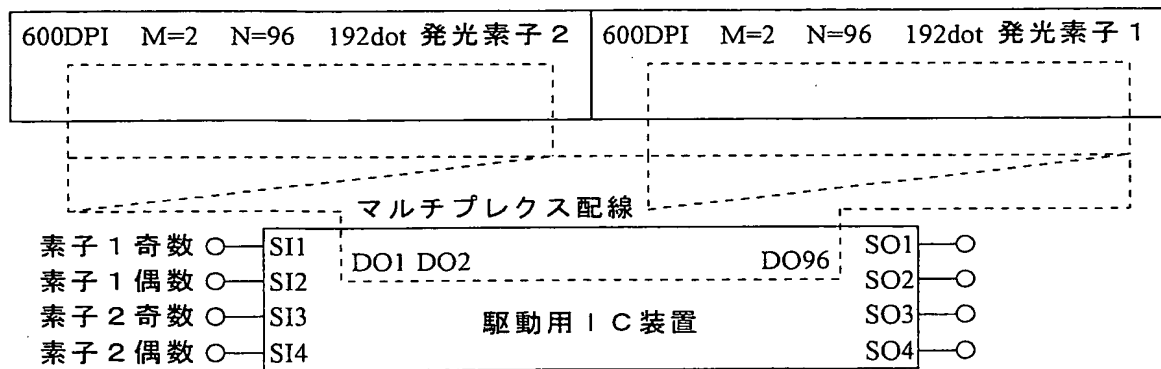 600DPI M=2 N=96 192dot 発光素子2
600DPI M=2 N=96 192dot 発光素子1
マルチプレクス配線
素子1奇数 SI1 DO1 DO2 DO96 SO1
素子1偶数 SI2 SO2
素子2奇数 SI3 駆動用IC装置 SO3
素子2偶数 SI4 SO4